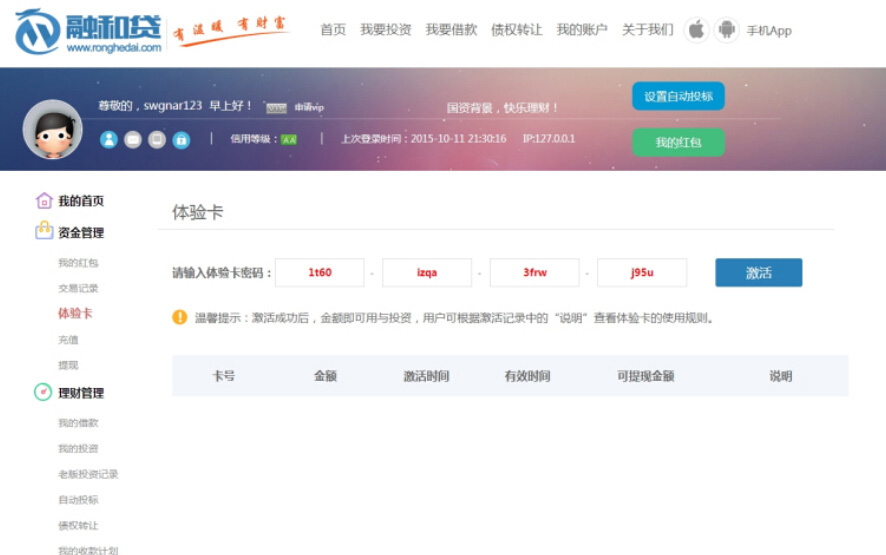 融和贷
www.ronghedai.com
有温暖 有财富
首页 我要投资 我要借款 债权转让 我的账户 关于我们 手机App
尊敬的，swgnar123 早上好！ 申请vip
国资背景，快乐理财！
设置自动投标
信用等级：AA
上次登录时间：2015-10-11 21:30:16 IP:127.0.0.1
我的红包
我的首页
资金管理
我的红包
交易记录
体验卡
充值
提现
理财管理
我的借款
我的投资
老版投资记录
自动投标
债权转让
我的收款计划
体验卡
请输入体验卡密码： 1t60 - izqa - 3frw - j95u 激活
温馨提示：激活成功后，金额即可用与投资，用户可根据激活记录中的“说明”查看体验卡的使用规则。
卡号 金额 激活时间 有效时间 可提现金额 说明